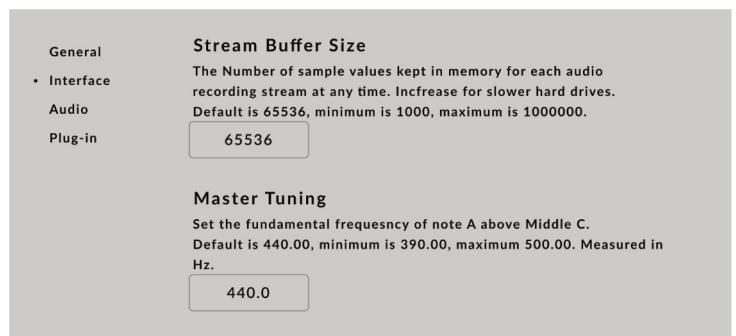 General
• Interface
Audio
Plug-in
Stream Buffer Size
The Number of sample values kept in memory for each audio
recording stream at any time. Incfrease for slower hard drives.
Default is 65536, minimum is 1000, maximum is 1000000.
65536
Master Tuning
Set the fundamental frequesncy of note A above Middle C.
Default is 440.00, minimum is 390.00, maximum 500.00. Measured in
Hz.
440.0